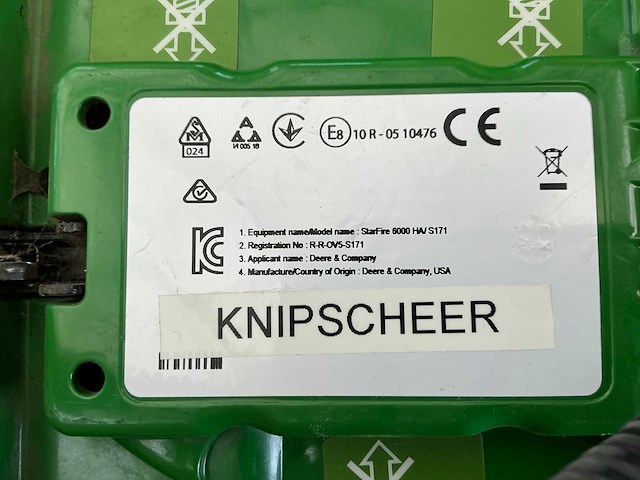 024
И 005 18
E8 10 R - 05 10476 CE
1. Equipment name/Model name : StarFire 6000 HA/ S171
2. Registration No : R-R-OV5-S171
3. Applicant name : Deere & Company
4. Manufacture/Country of Origin : Deere & Company, USA
KNIPSCHEER